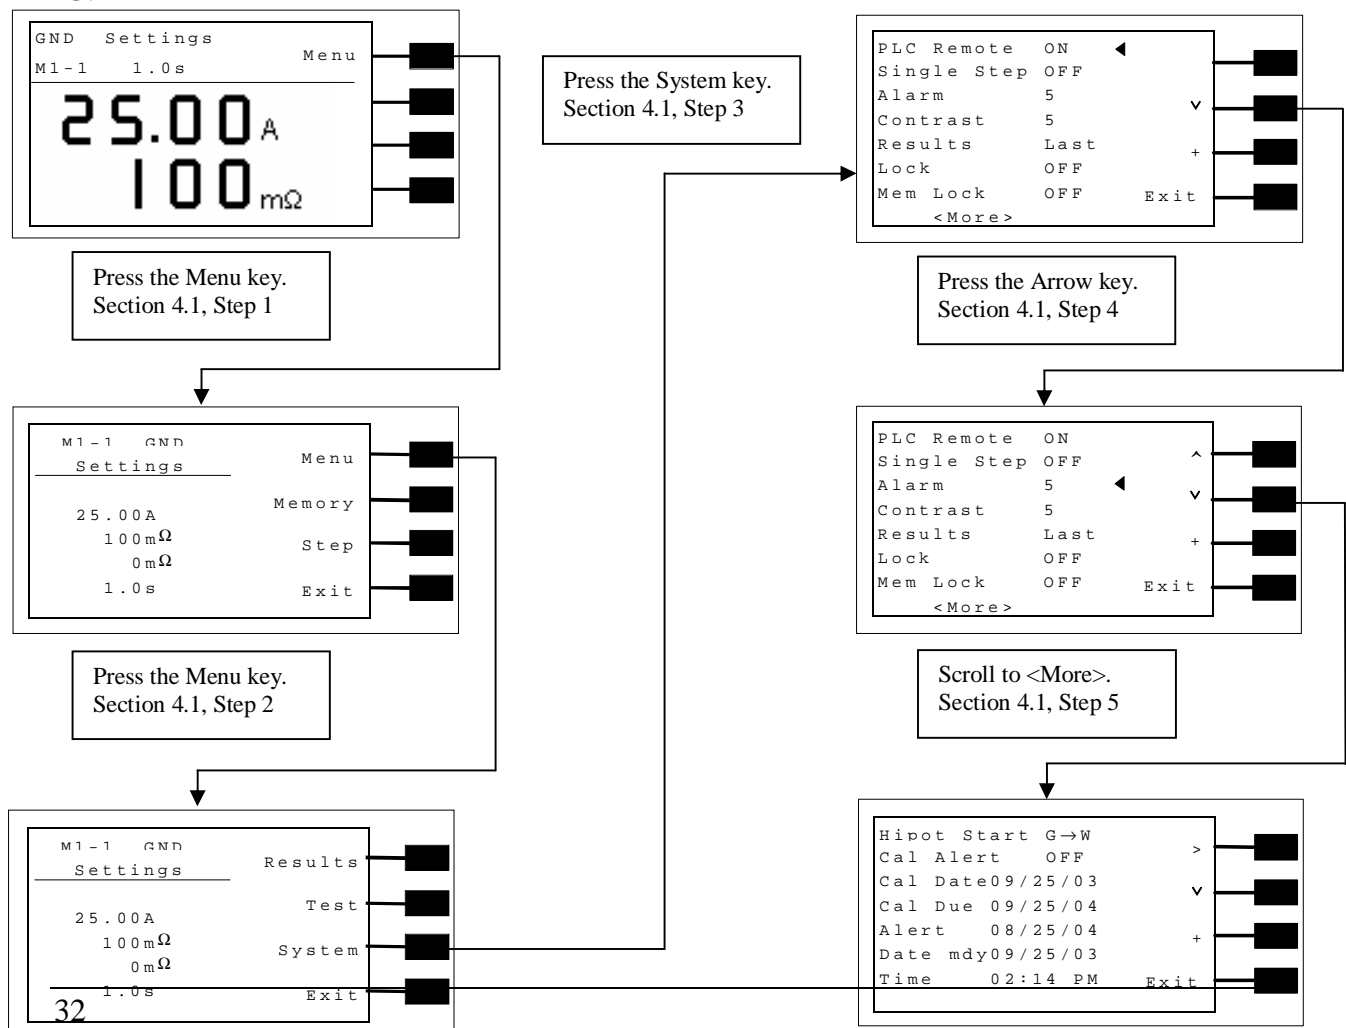 GND Settings
Menu
M1-1 1.0s
25.00A
100mΩ
Press the Menu key.
Section 4.1, Step 1
M1-1 GND
Settings
Menu
Memory
25.00A
100mΩ
Step
0mΩ
1.0s
Exit
Press the Menu key.
Section 4.1, Step 2
M1-1 GND
Settings
Results
Test
25.00A
100mΩ
System
0mΩ
1.0s
Exit
32
Press the System key.
Section 4.1, Step 3
PLC Remote ON ◀
Single Step OFF
Alarm 5 v
Contrast 5
Results Last +
Lock OFF
Mem Lock OFF Exit
<More>
Press the Arrow key.
Section 4.1, Step 4
PLC Remote ON ^
Single Step OFF
Alarm 5 ◀ v
Contrast 5
Results Last +
Lock OFF
Mem Lock OFF Exit
<More>
Scroll to <More>.
Section 4.1, Step 5
Hipot Start G→W >
Cal Alert OFF
Cal Date09/25/03 v
Cal Due 09/25/04
Alert 08/25/04 +
Date mdy09/25/03
Time 02:14 PM Exit